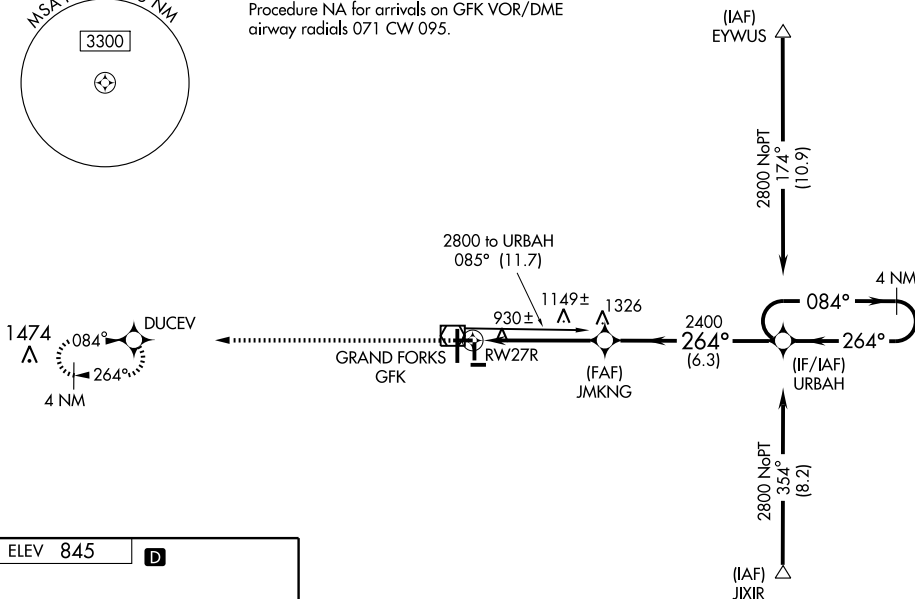 MSA
NM
3300
Procedure NA for arrivals on GFK VOR/DME
airway radials 071 CW 095.
(IAF)
EYWUS
2800 NoPT
174°
(10.9)
2800 to URBAH
085° (11.7)
1149±
1326
930±
4 NM
084°
2400
264°
(6.3)
264°
(IF/IAF)
URBAH
1474
084°
DUCEV
264°
4 NM
GRAND FORKS
GFK
RW27R
(FAF)
JMKNG
2800 NoPT
354°
(8.2)
ELEV 845
D
(IAF)
JIXIR